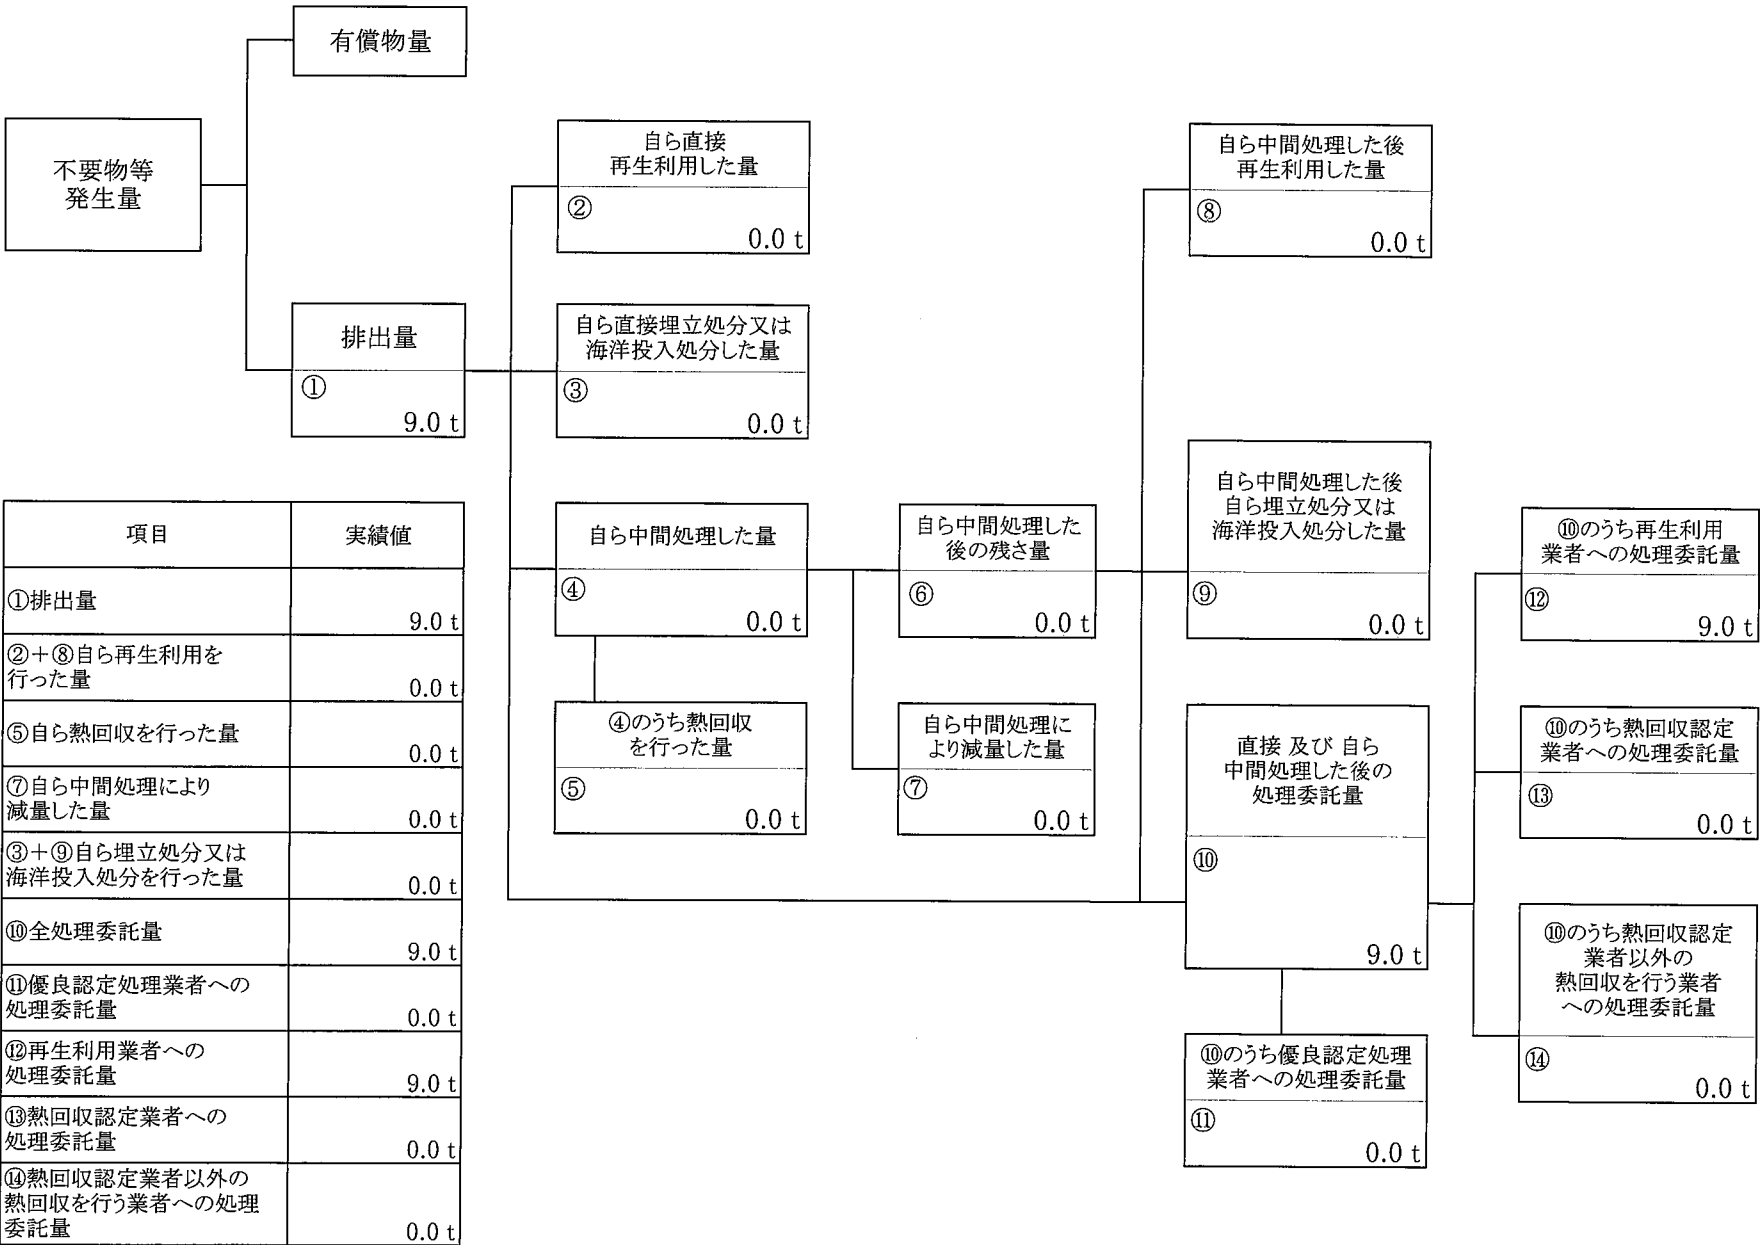 有償物量
不要物等
発生量
自ら直接
再生利用した量
②
0.0 t
自ら中間処理した後
再生利用した量
⑧
0.0 t
排出量
①
9.0 t
自ら直接埋立処分又は
海洋投入処分した量
③
0.0 t
自ら中間処理した量
④
0.0 t
自ら中間処理した
後の残さ量
⑥
0.0 t
自ら中間処理した後
自ら埋立処分又は
海洋投入処分した量
⑨
0.0 t
⑩のうち再生利用
業者への処理委託量
⑫
9.0 t
④のうち熱回収
を行った量
⑤
0.0 t
自ら中間処理に
より減量した量
⑦
0.0 t
直接 及び 自ら
中間処理した後の
処理委託量
⑩
9.0 t
⑩のうち熱回収認定
業者への処理委託量
⑬
0.0 t
⑩のうち熱回収認定
業者以外の
熱回収を行う業者
への処理委託量
⑭
0.0 t
⑩のうち優良認定処理
業者への処理委託量
⑪
0.0 t
項目 実績値
①排出量
9.0 t
②＋⑧自ら再生利用を
行った量
0.0 t
⑤自ら熱回収を行った量
0.0 t
⑦自ら中間処理により
減量した量
0.0 t
③＋⑨自ら埋立処分又は
海洋投入処分を行った量
0.0 t
⑩全処理委託量
9.0 t
⑪優良認定処理業者への
処理委託量
0.0 t
⑫再生利用業者への
処理委託量
9.0 t
⑬熱回収認定業者への
処理委託量
0.0 t
⑭熱回収認定業者以外の
熱回収を行う業者への処理
委託量
0.0 t